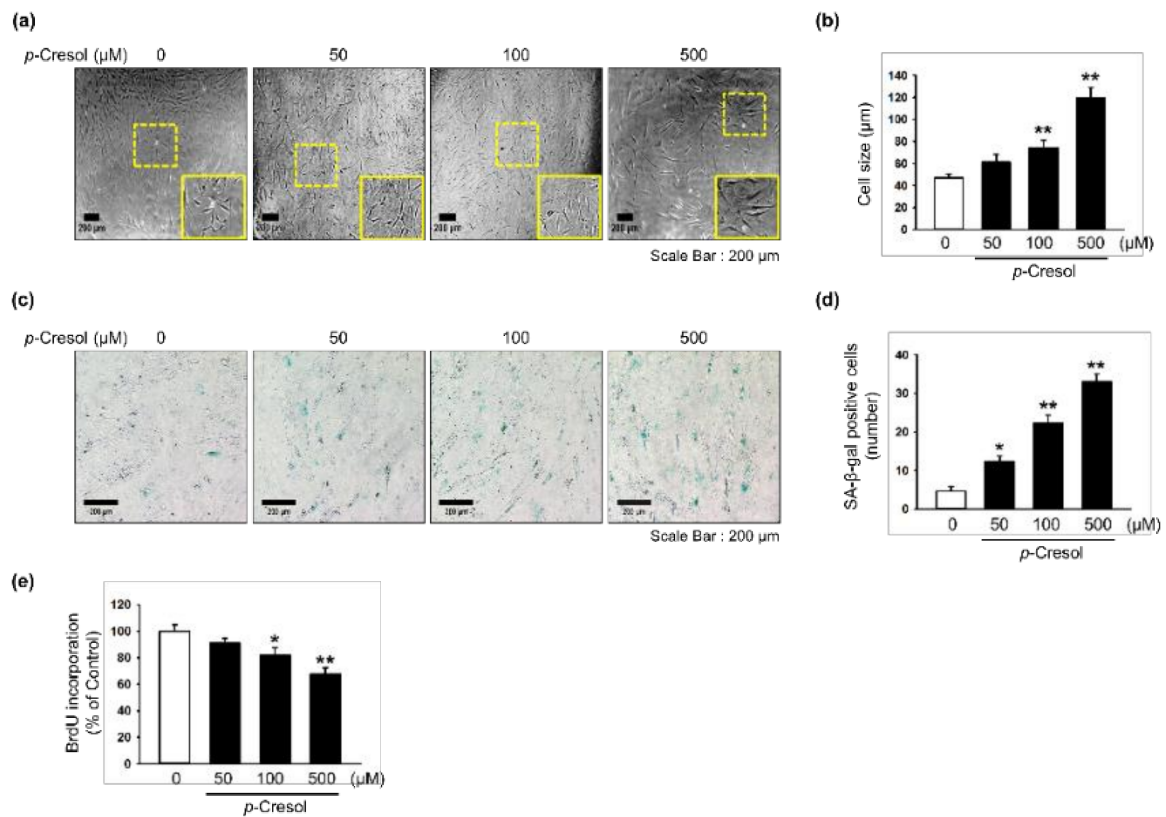 (a)
p-Cresol (µM) 0 50 100 500
200 µm 200 µm 200 µm 200 µm
Scale Bar : 200 µm
(b)
Cell size (µm)
140
120
100
80
60
40
20
0
0 50 100 500 (µM)
** **
p-Cresol
(c)
p-Cresol (µM) 0 50 100 500
200 µm 200 µm 200 µm 200 µm
Scale Bar : 200 µm
(d)
SA-β-gal positive cells
(number)
40
30
20
10
0
* ** **
0 50 100 500 (µM)
p-Cresol
(e)
BrdU incorporation
(% of Control)
120
100
80
60
40
20
0
* **
0 50 100 500 (µM)
p-Cresol